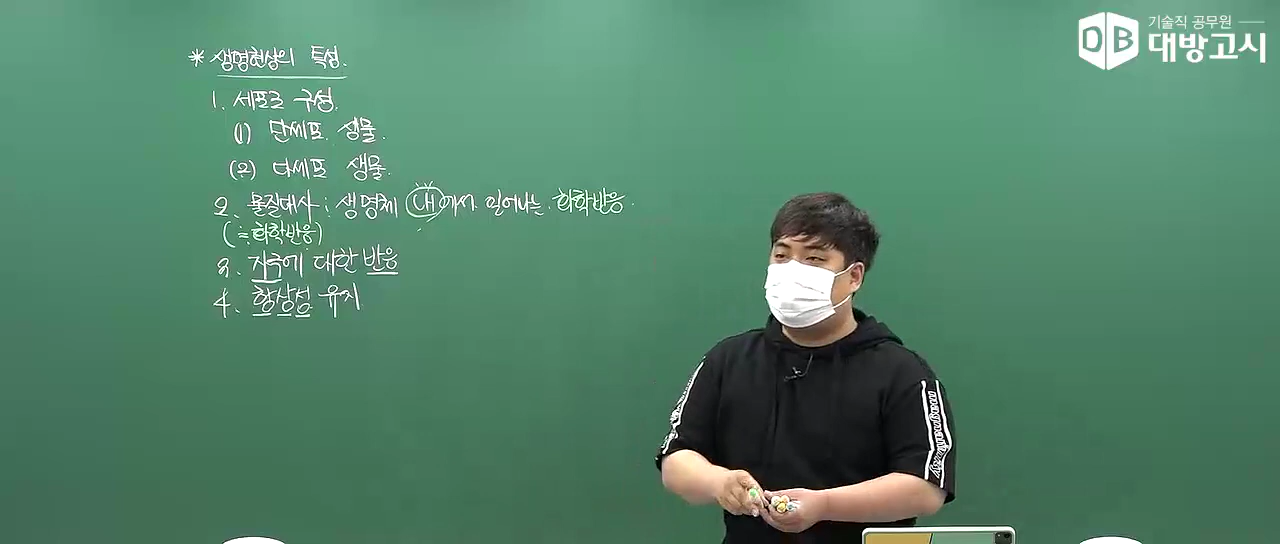 * 생명현상의 특성.
1. 세포로 구성.
(1) 단세포 생물.
(2) 다세포 생물.
2. 물질대사 : 생명체 내에서 일어나는 화학반응.
(≒화학반응)
3. 자극에 대한 반응
4. 항상성 유지
기술직 공무원
DB 대방고시